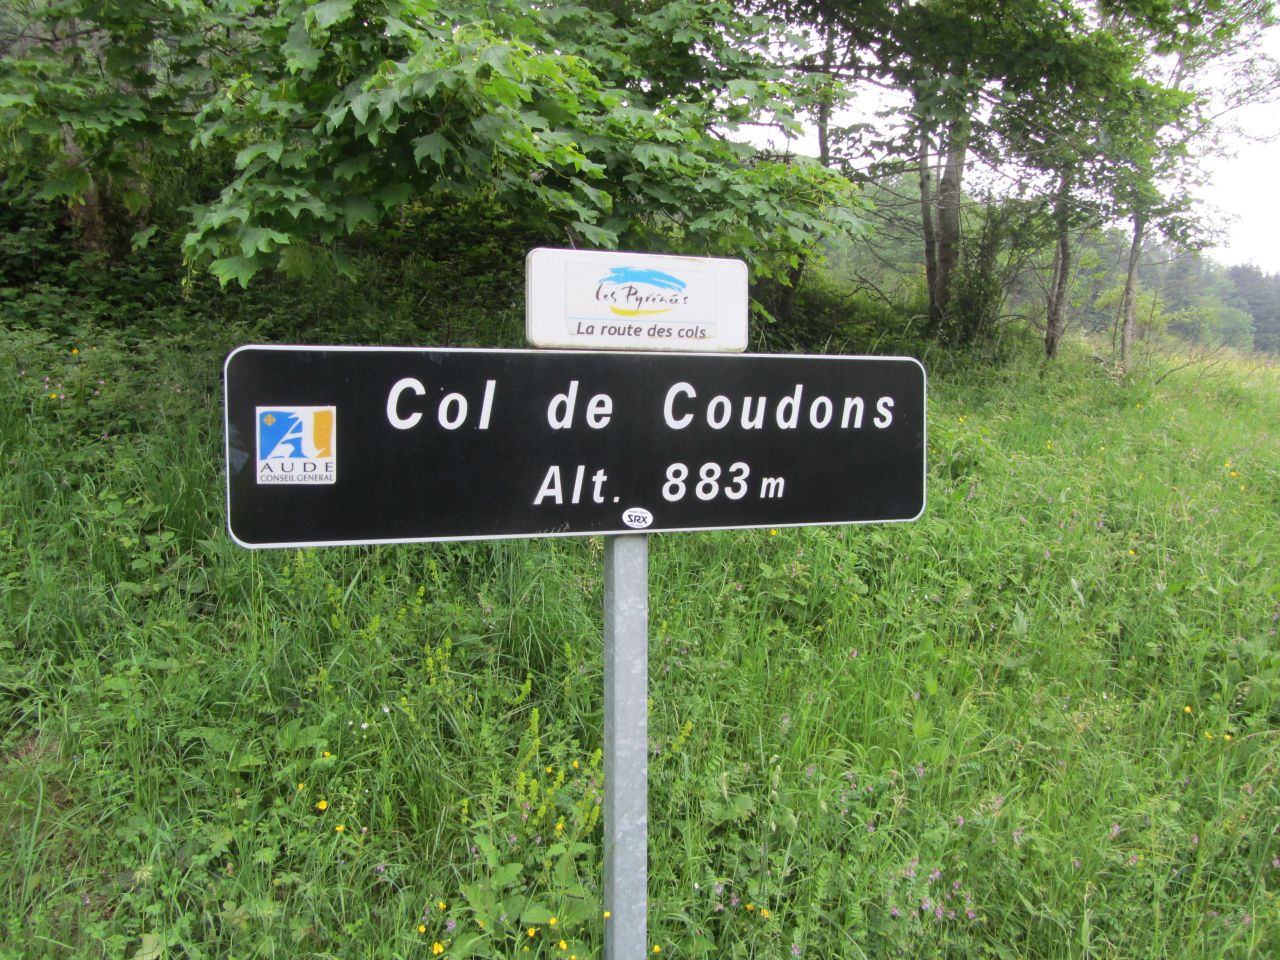 les Pyrénées
La route des cols
Col de Coudons
Alt. 883 m
AUDE
CONSEIL GENERAL
SRX